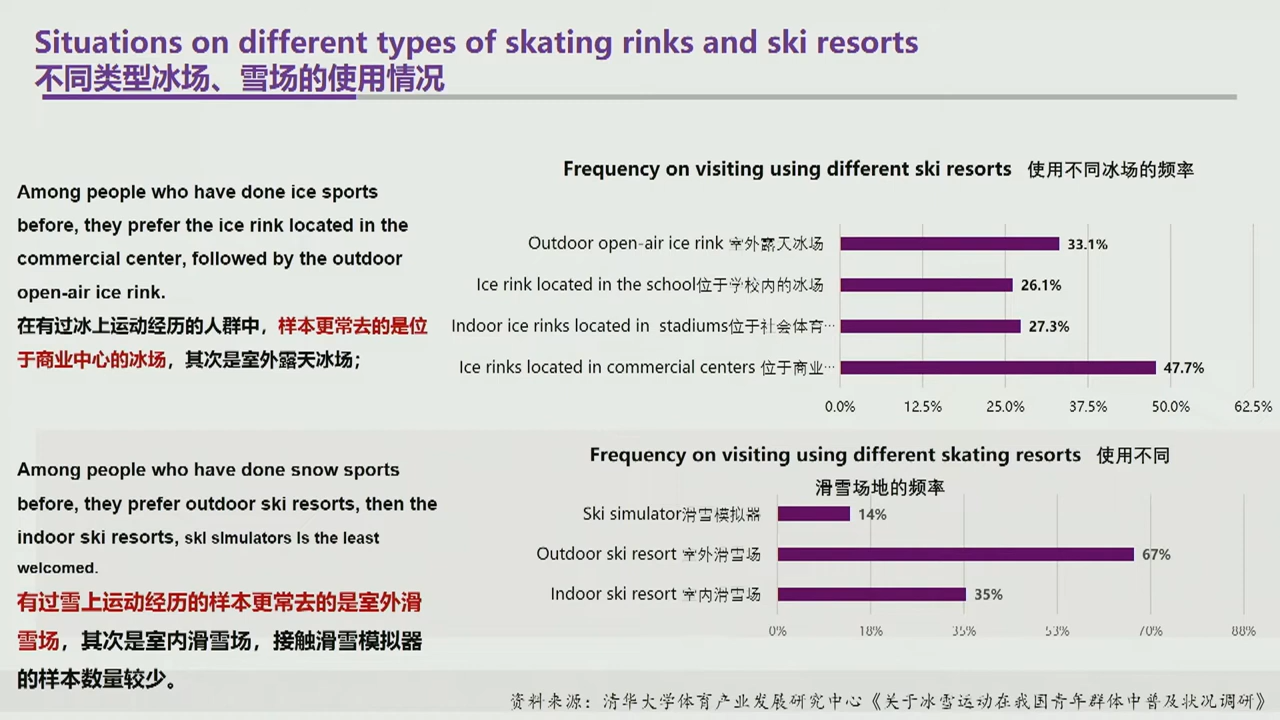 Situations on different types of skating rinks and ski resorts
不同类型冰场、雪场的使用情况
Among people who have done ice sports
before, they prefer the ice rink located in the
commercial center, followed by the outdoor
open-air ice rink.
在有过冰上运动经历的人群中，样本更常去的是位
于商业中心的冰场，其次是室外露天冰场；
Frequency on visiting using different ski resorts 使用不同冰场的频率
Outdoor open-air ice rink 室外露天冰场 33.1%
Ice rink located in the school位于学校内的冰场 26.1%
Indoor ice rinks located in stadiums位于社会体育… 27.3%
Ice rinks located in commercial centers 位于商业… 47.7%
0.0% 12.5% 25.0% 37.5% 50.0% 62.5%
Among people who have done snow sports
before, they prefer outdoor ski resorts, then the
indoor ski resorts, ski simulators is the least
welcomed.
有过雪上运动经历的样本更常去的是室外滑
雪场，其次是室内滑雪场，接触滑雪模拟器
的样本数量较少。
Frequency on visiting using different skating resorts 使用不同
滑雪场地的频率
Ski simulator滑雪模拟器 14%
Outdoor ski resort 室外滑雪场 67%
Indoor ski resort 室内滑雪场 35%
0% 18% 35% 53% 70% 88%
资料来源：清华大学体育产业发展研究中心《关于冰雪运动在我国青年群体中普及状况调研》